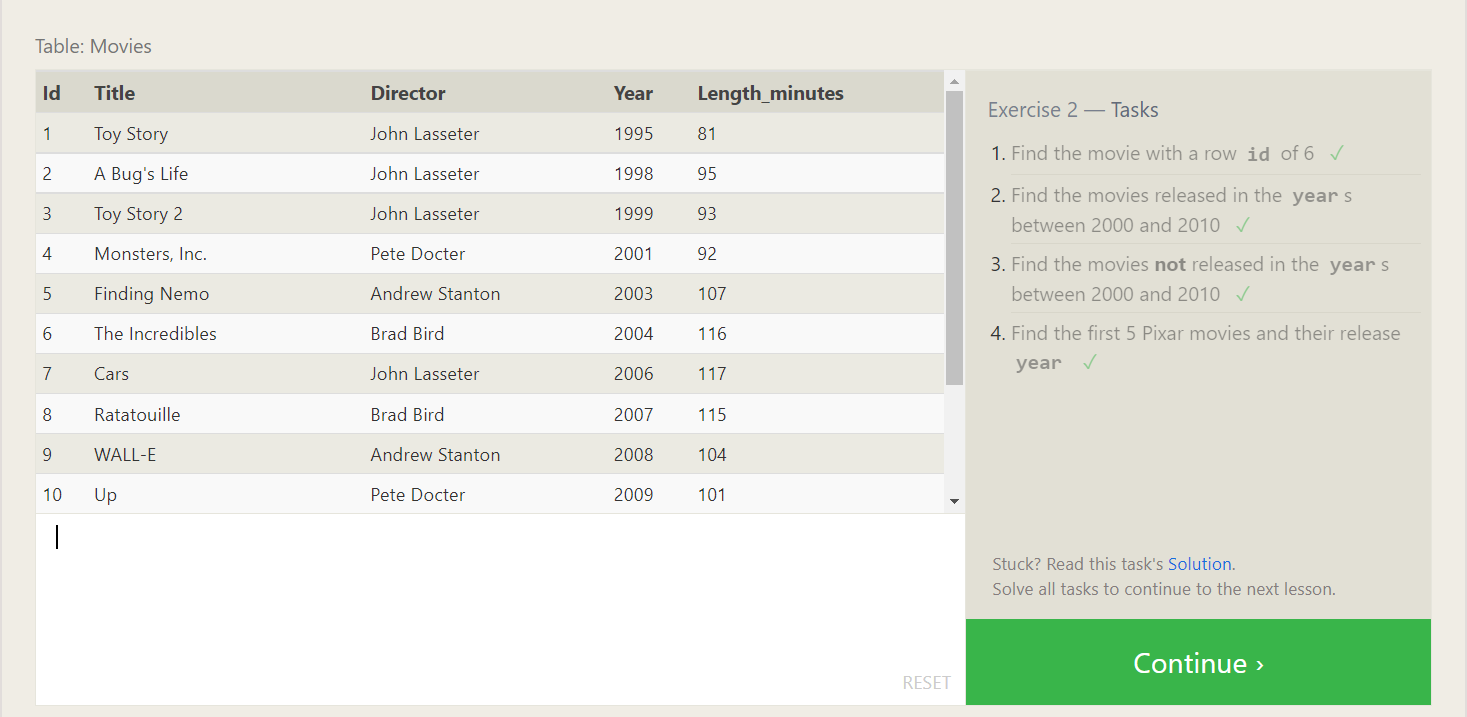 Table: Movies
Id Title Director Year Length_minutes
1 Toy Story John Lasseter 1995 81
2 A Bug's Life John Lasseter 1998 95
3 Toy Story 2 John Lasseter 1999 93
4 Monsters, Inc. Pete Docter 2001 92
5 Finding Nemo Andrew Stanton 2003 107
6 The Incredibles Brad Bird 2004 116
7 Cars John Lasseter 2006 117
8 Ratatouille Brad Bird 2007 115
9 WALL-E Andrew Stanton 2008 104
10 Up Pete Docter 2009 101
RESET
Exercise 2 — Tasks
1. Find the movie with a row id of 6 ✓
2. Find the movies released in the year s
between 2000 and 2010 ✓
3. Find the movies not released in the year s
between 2000 and 2010 ✓
4. Find the first 5 Pixar movies and their release
year ✓
Stuck? Read this task's Solution.
Solve all tasks to continue to the next lesson.
Continue ›